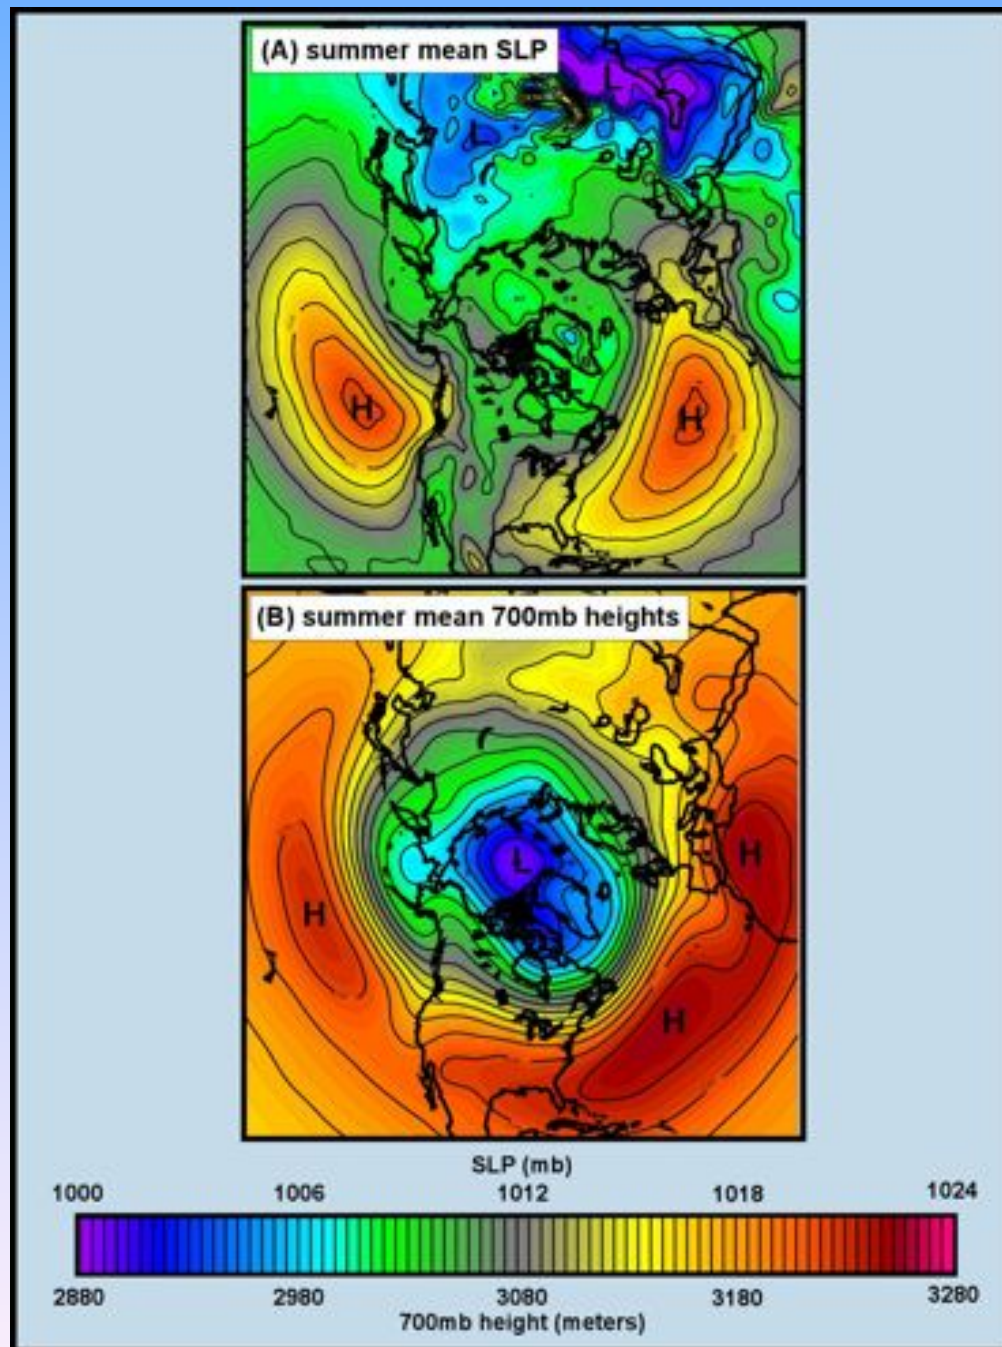 (A) summer mean SLP
L
L
H
H
(B) summer mean 700mb heights
L
H
H
H
SLP (mb)
1000 1006 1012 1018 1024
2880 2980 3080 3180 3280
700mb height (meters)